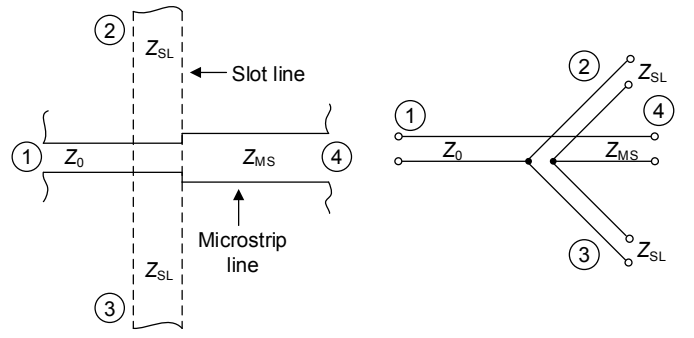 ②
Z_SL
Slot line
①
Z_0
Z_MS
④
Microstrip
line
Z_SL
③
②
Z_SL
①
④
Z_0
Z_MS
③
Z_SL